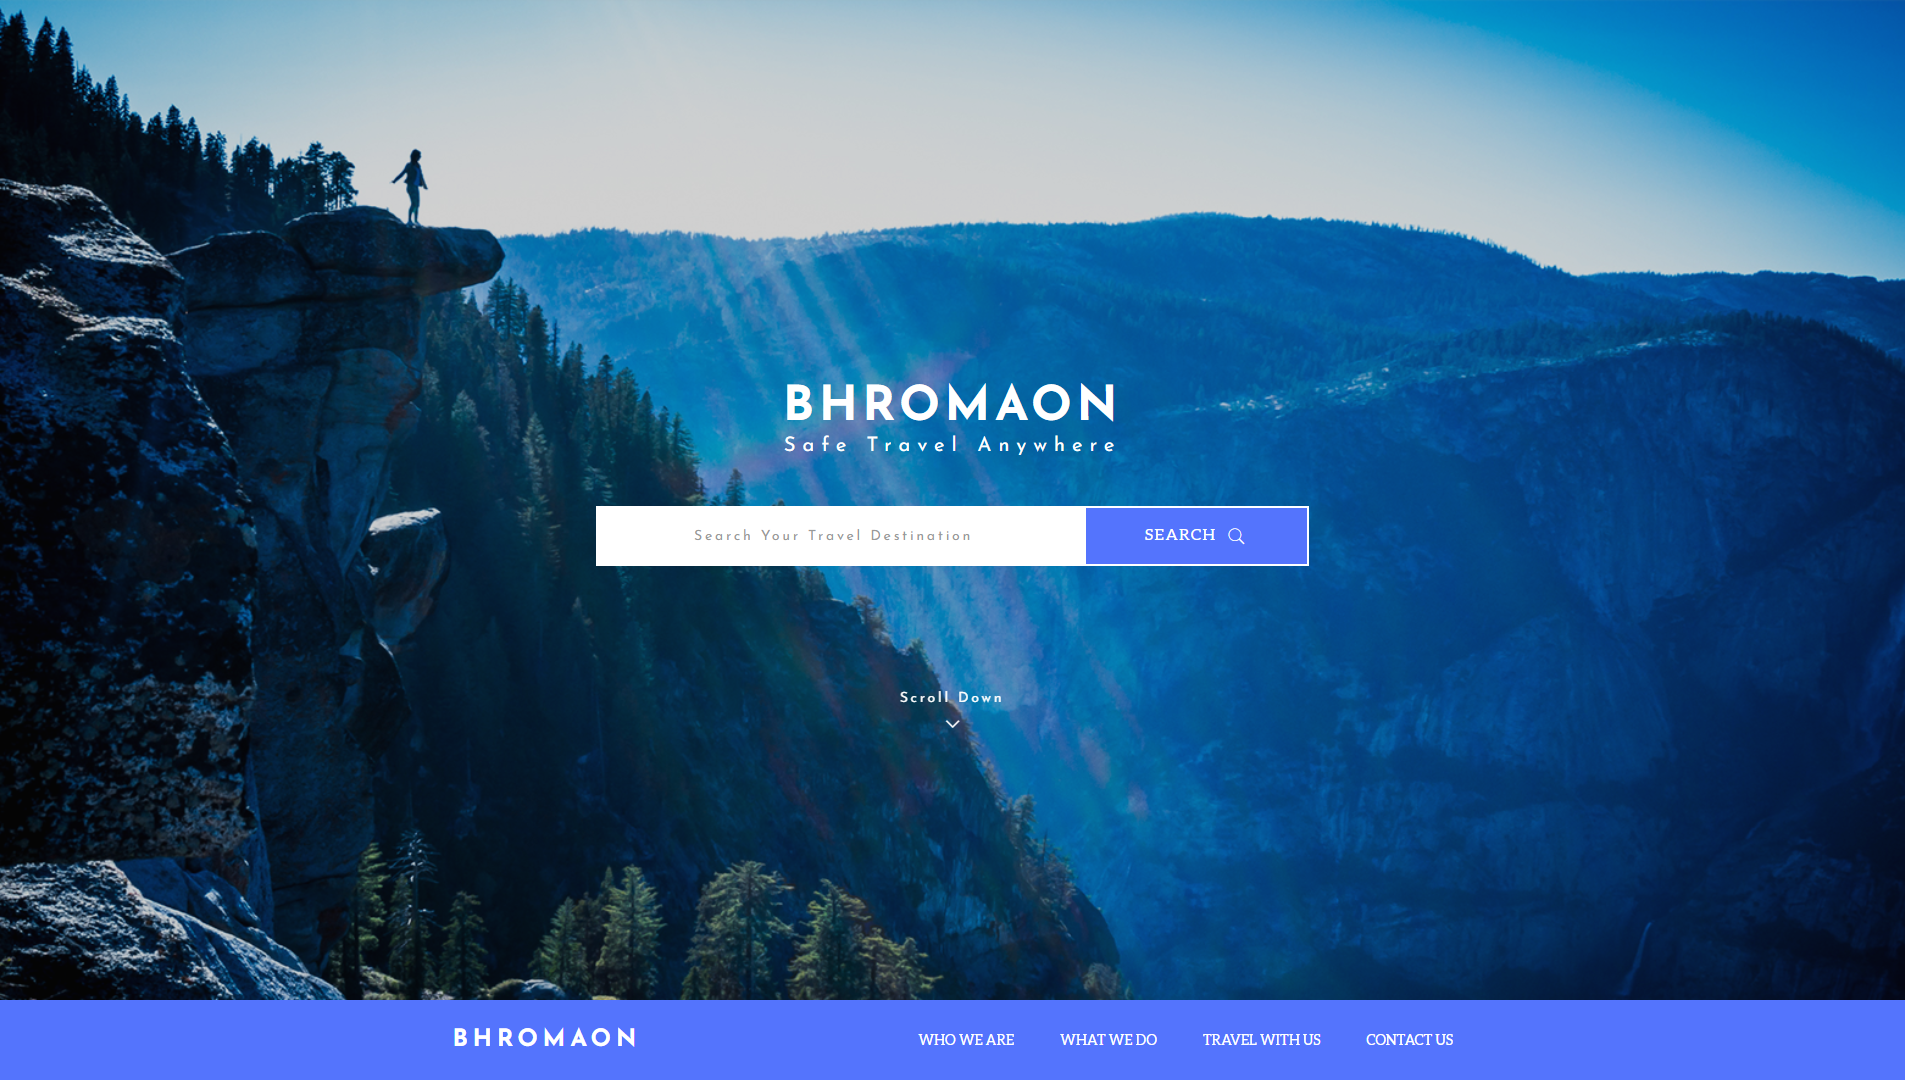 BHROMAON
Safe Travel Anywhere
Search Your Travel Destination
SEARCH
Scroll Down
BHROMAON
WHO WE ARE
WHAT WE DO
TRAVEL WITH US
CONTACT US